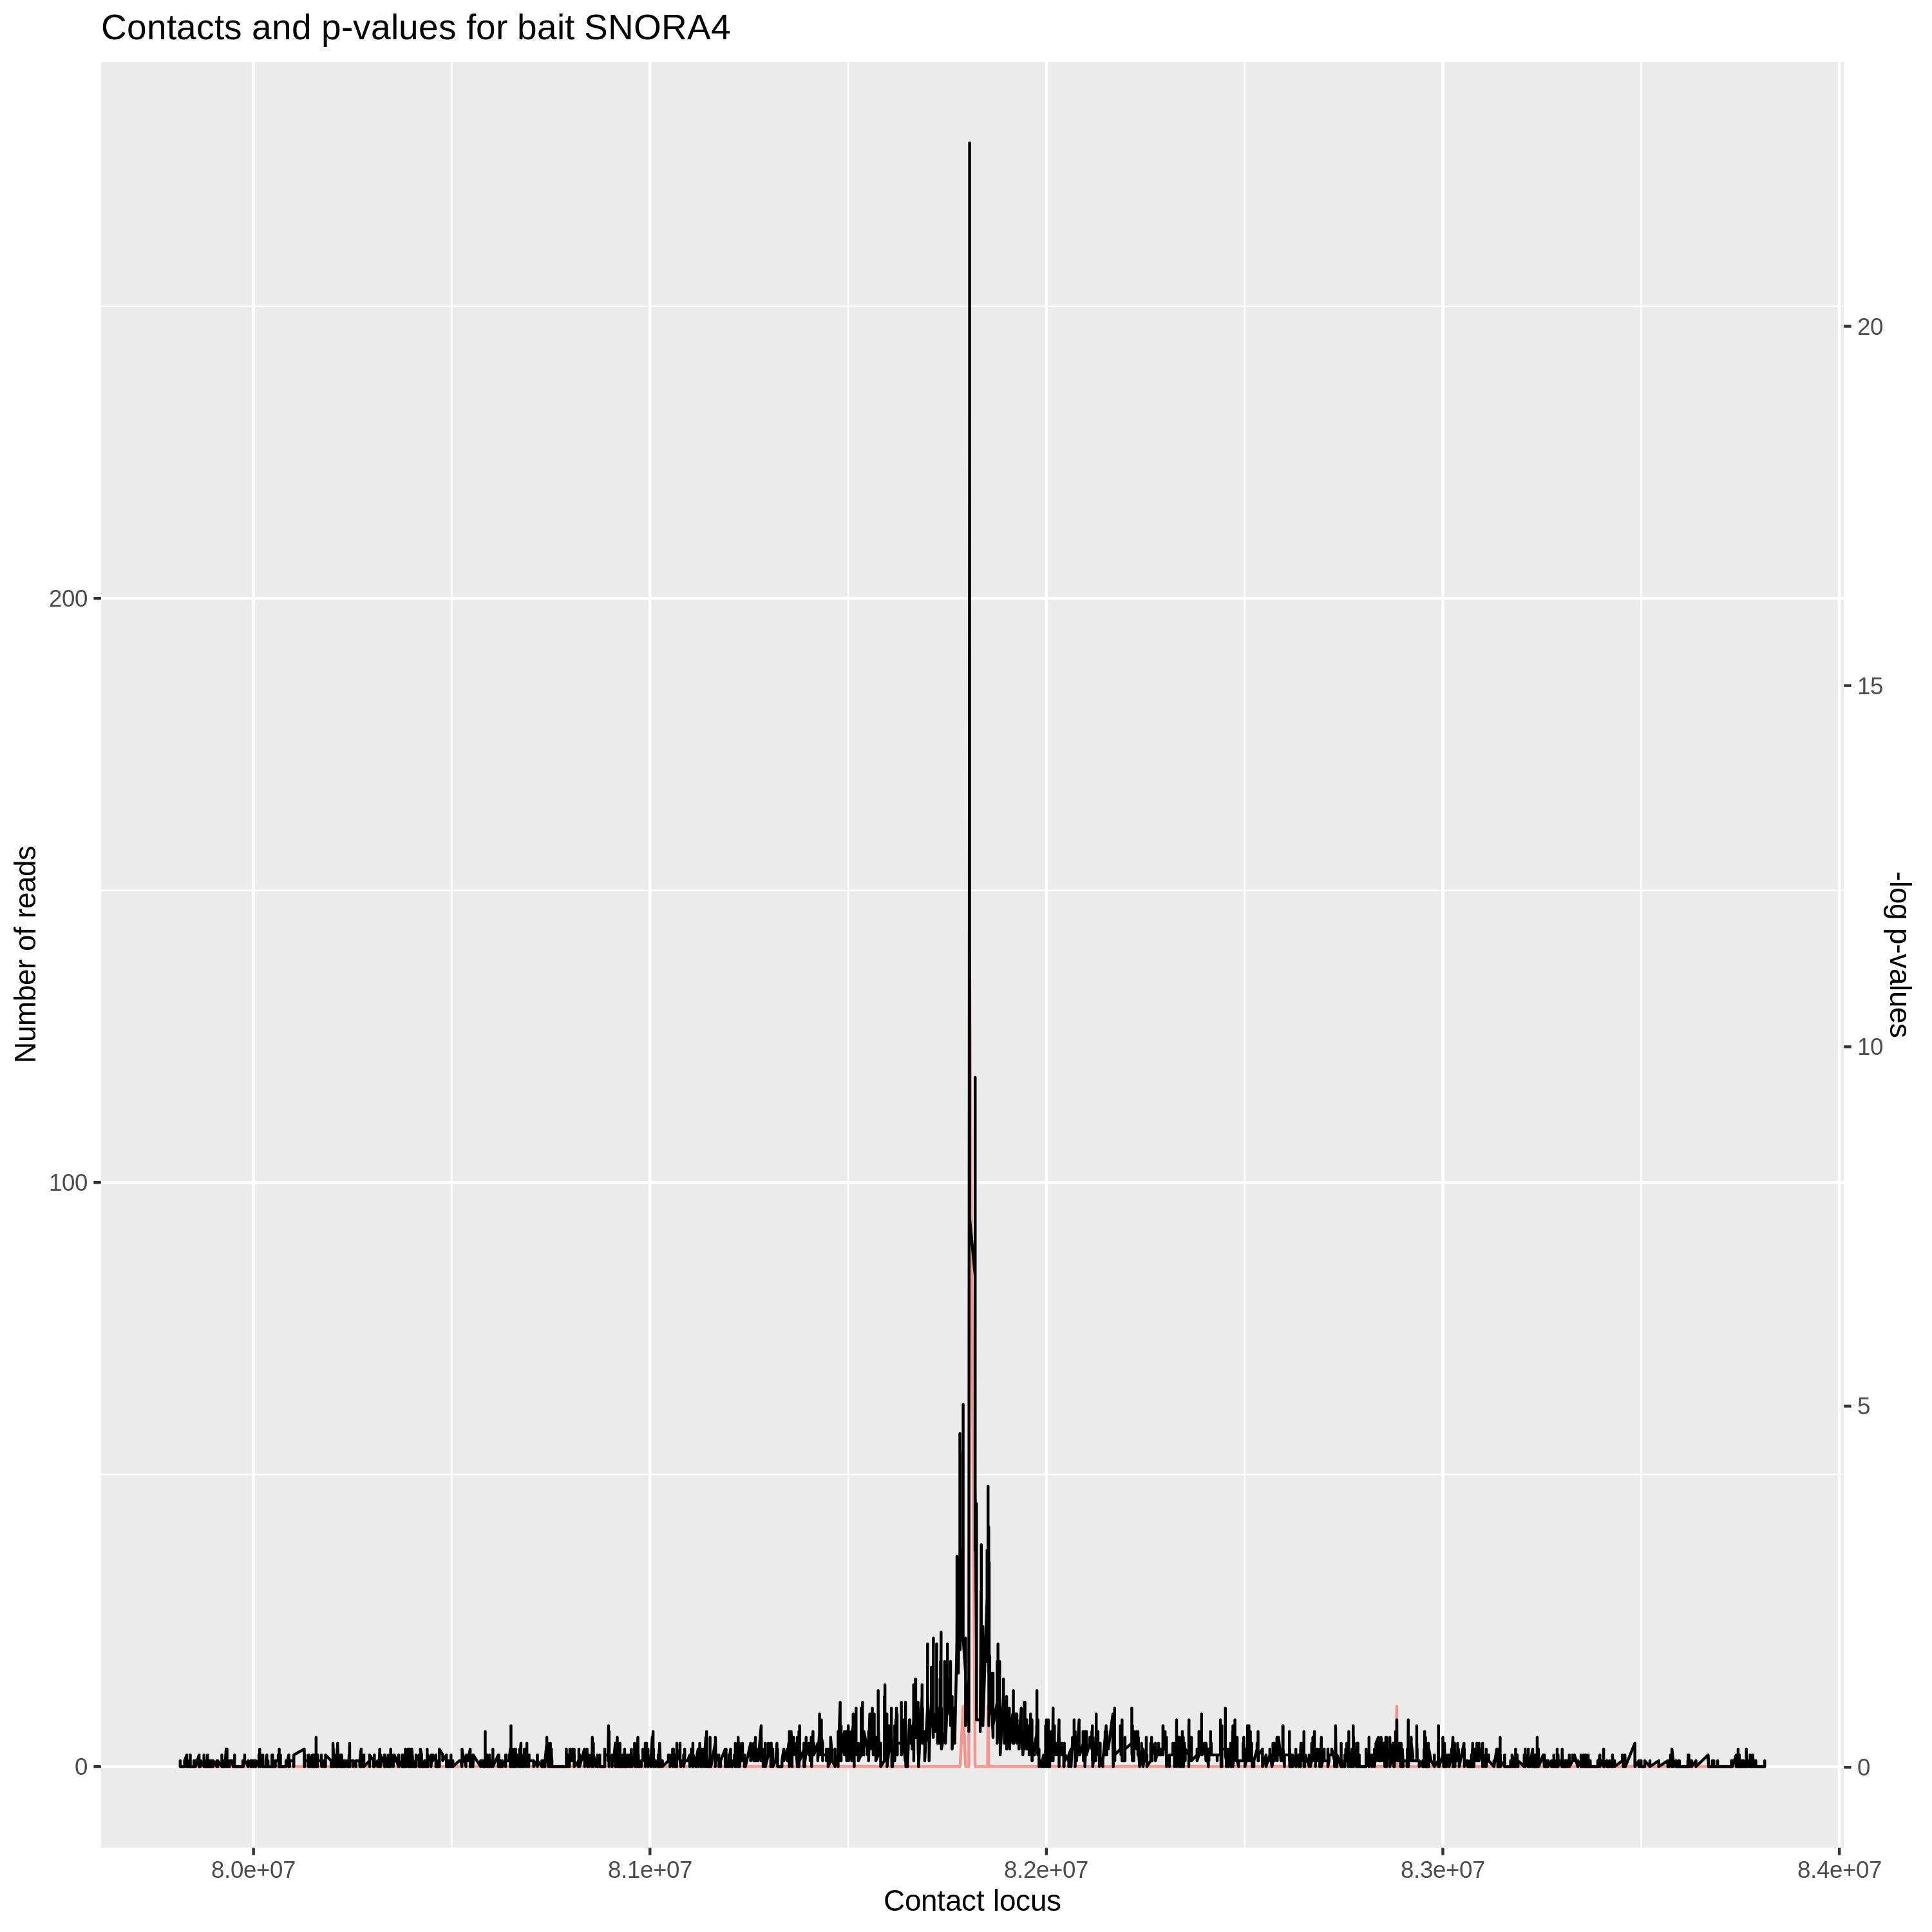 Contacts and p-values for bait SNORA4
Number of reads
200
100
0
20
15
10
5
0
-log p-values
8.0e+07 8.1e+07 8.2e+07 8.3e+07 8.4e+07
Contact locus